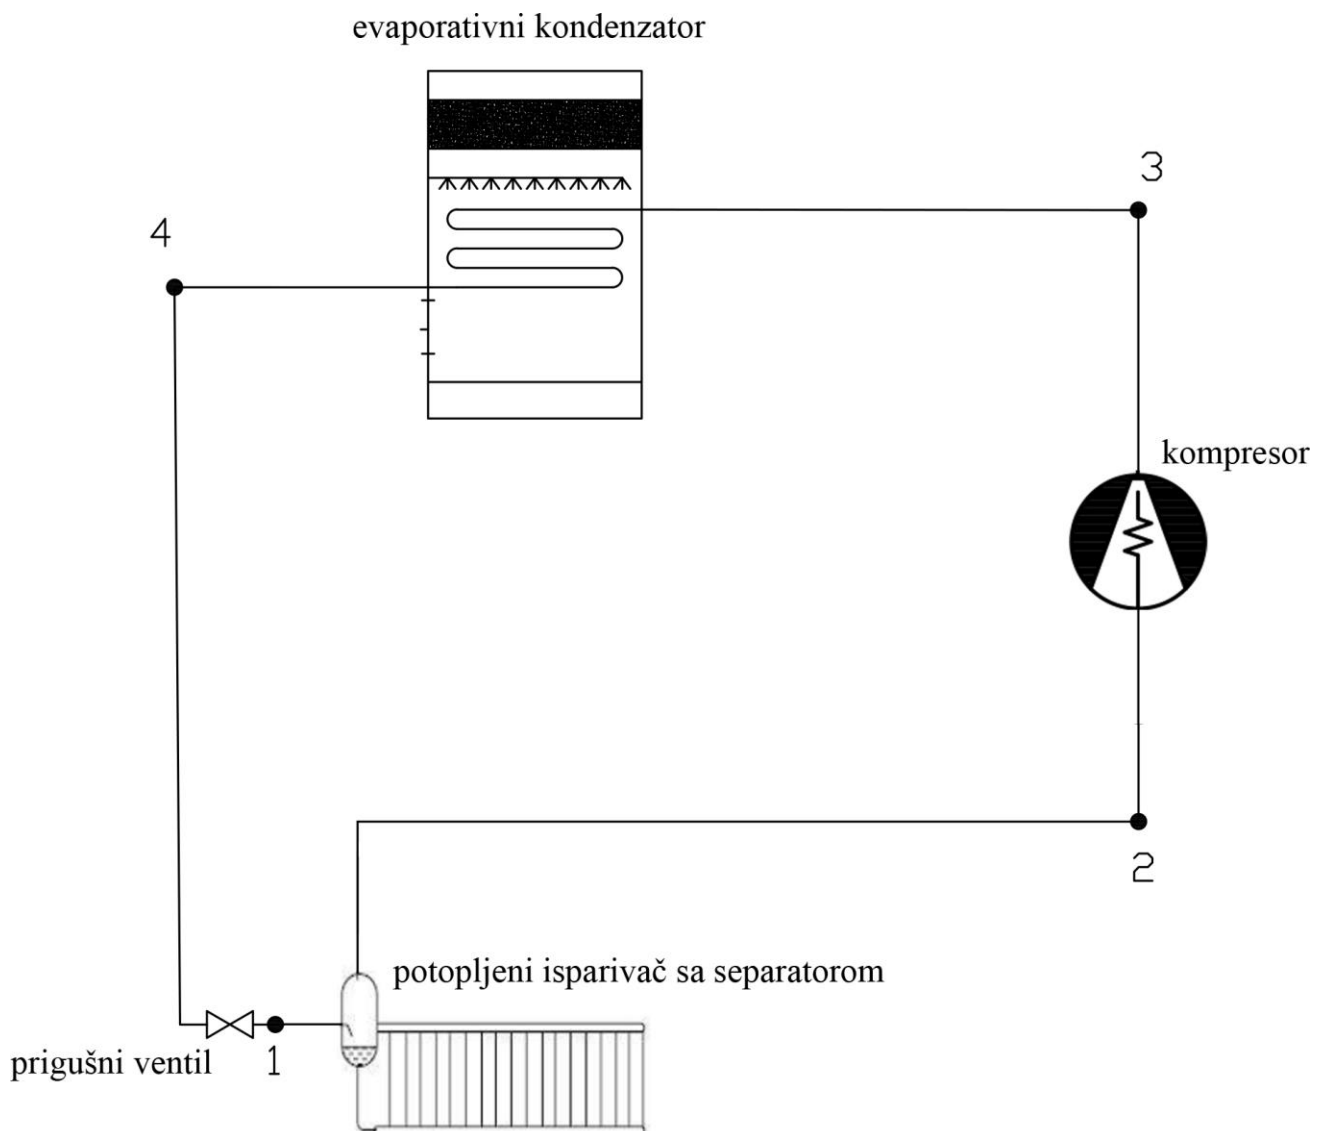 evaporativni kondenzator
3
4
kompresor
2
potopljeni isparivač sa separatorom
prigušni ventil
1